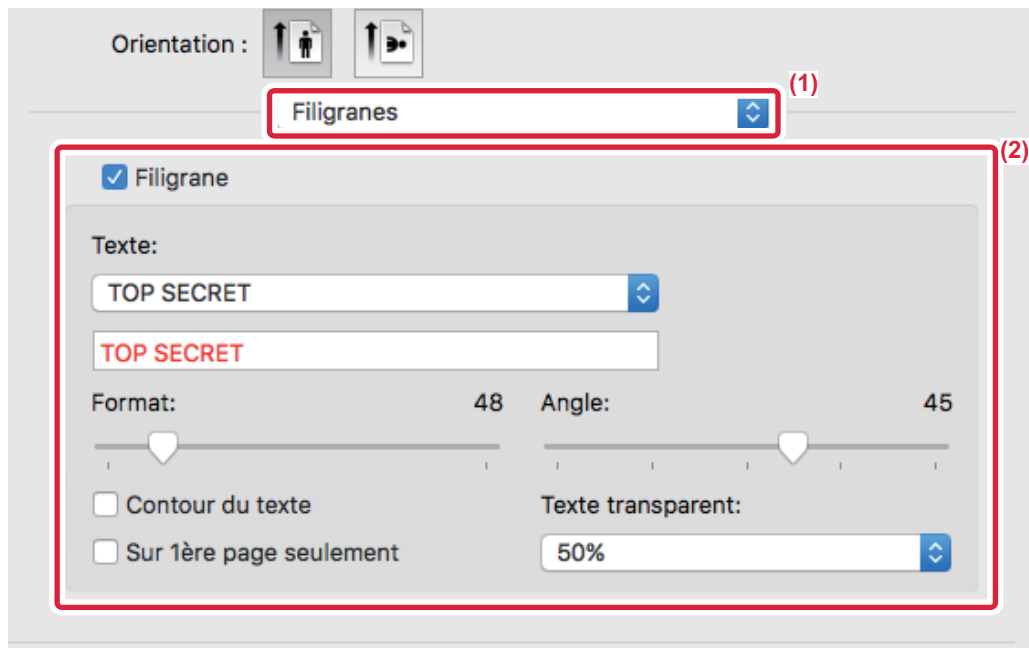 Orientation :
(1)
Filigranes
(2)
Filigrane
Texte:
TOP SECRET
TOP SECRET
Format: 48 Angle: 45
Contour du texte Texte transparent:
Sur 1ère page seulement 50%